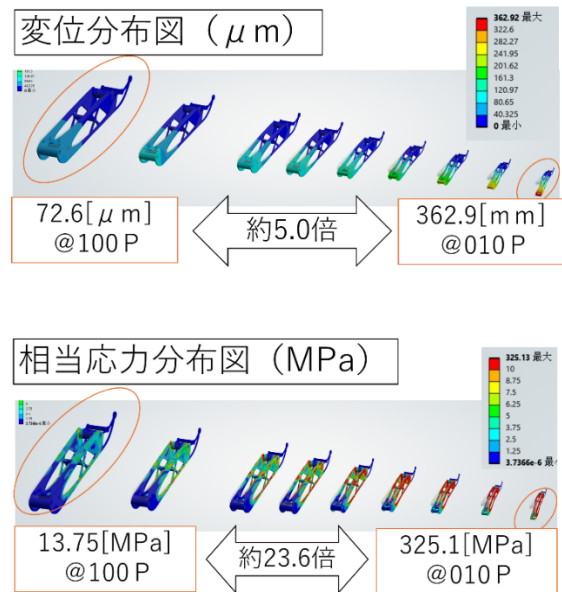 変位分布図（μm）
362.92 最大
322.6
282.27
241.95
201.62
161.3
120.97
80.65
40.325
0 最小
72.6[μm]
@100P
約5.0倍
362.9[mm]
@010P
相当応力分布図（MPa）
325.13 最大
10
8.75
7.5
6.25
5
3.75
2.5
1.25
3.7366e-6 最
13.75[MPa]
@100P
約23.6倍
325.1[MPa]
@010P